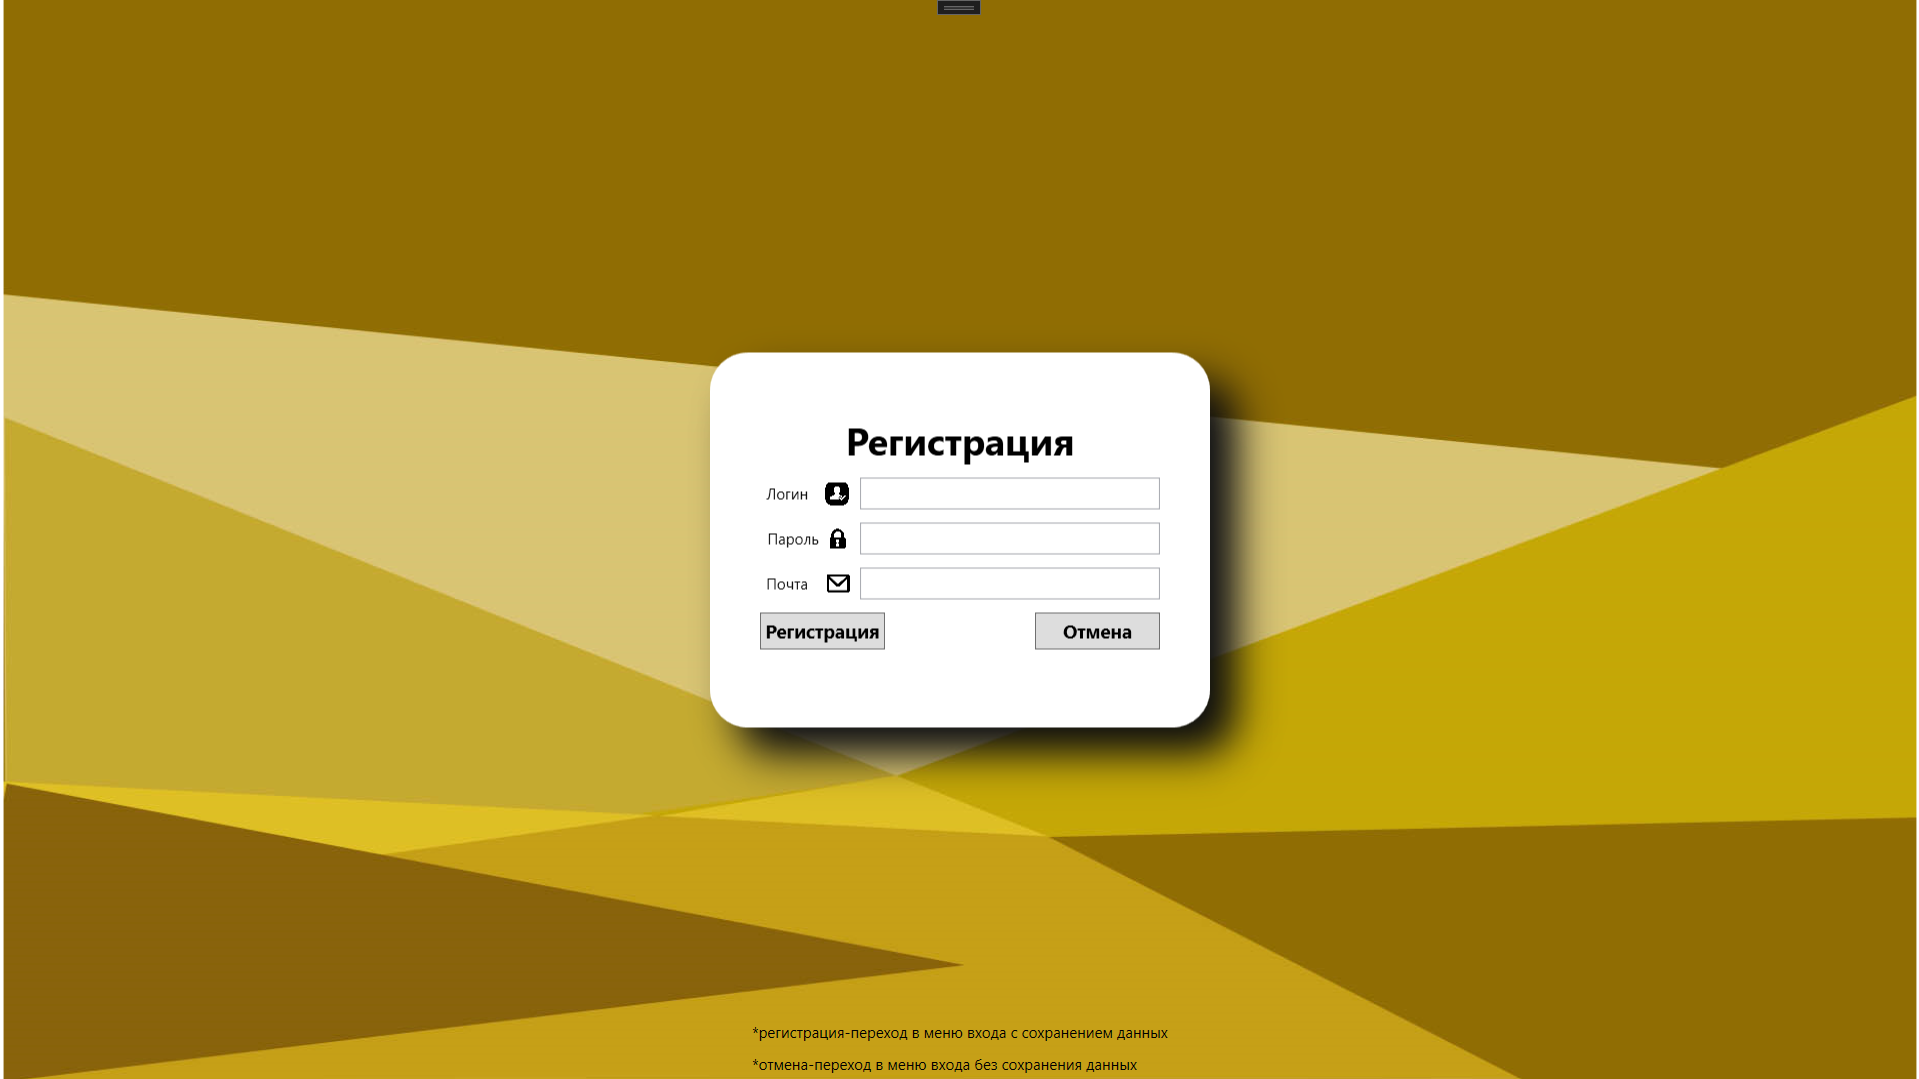 Регистрация
Логин
Пароль
Почта
Регистрация Отмена
*регистрация-переход в меню входа с сохранением данных
*отмена-переход в меню входа без сохранения данных